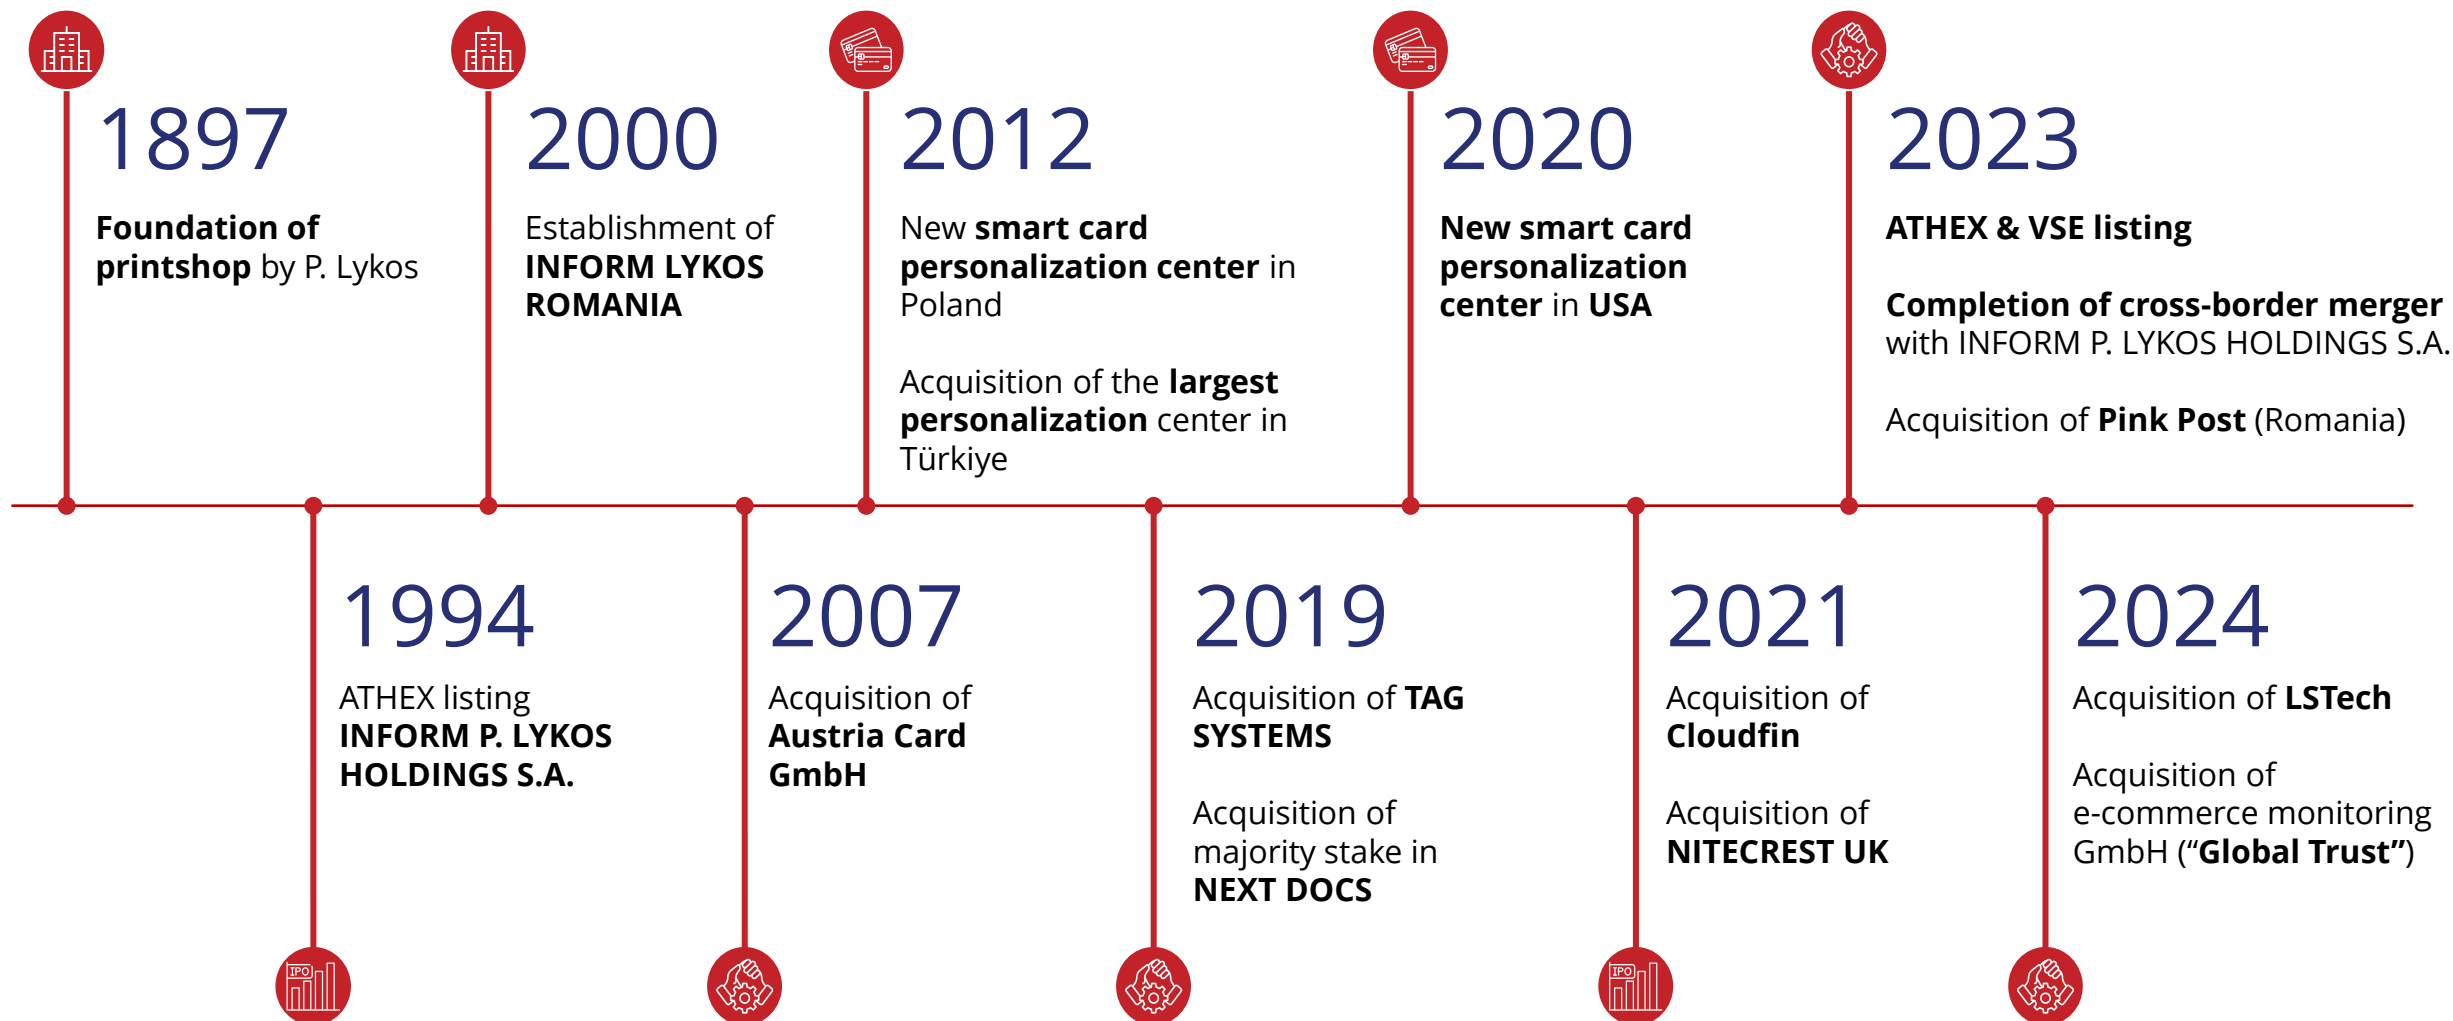 1897
Foundation of
printshop by P. Lykos
2000
Establishment of
INFORM LYKOS
ROMANIA
2012
New smart card
personalization center in
Poland
Acquisition of the largest
personalization center in
Türkiye
2020
New smart card
personalization
center in USA
2023
ATHEX & VSE listing
Completion of cross-border merger
with INFORM P. LYKOS HOLDINGS S.A.
Acquisition of Pink Post (Romania)
1994
ATHEX listing
INFORM P. LYKOS
HOLDINGS S.A.
IPO
2007
Acquisition of
Austria Card
GmbH
2019
Acquisition of TAG
SYSTEMS
Acquisition of
majority stake in
NEXT DOCS
2021
Acquisition of
Cloudfin
Acquisition of
NITECREST UK
IPO
2024
Acquisition of LSTech
Acquisition of
e-commerce monitoring
GmbH (“Global Trust”)